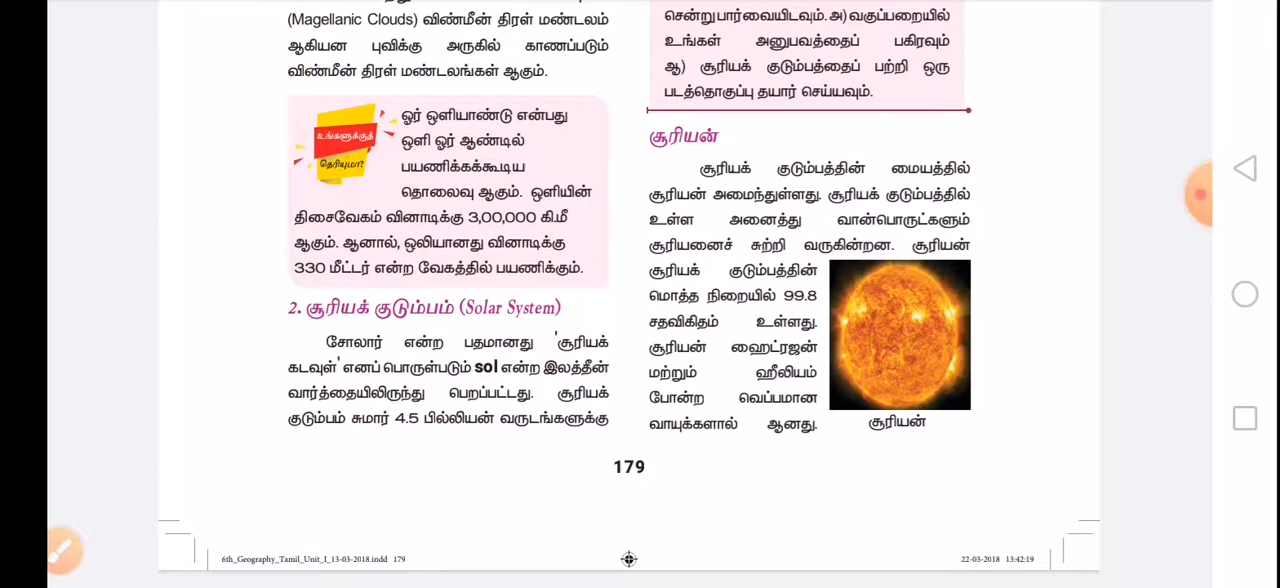 (Magellanic Clouds) விண்மீன் திரள் மண்டலம்
ஆகியன புவிக்கு அருகில் காணப்படும்
விண்மீன் திரள் மண்டலங்கள் ஆகும்.
உங்களுக்குத்
தெரியுமா?
ஓர் ஒளியாண்டு என்பது
ஒளி ஓர் ஆண்டில்
பயணிக்கக்கூடிய
தொலைவு ஆகும். ஒளியின்
திசைவேகம் வினாடிக்கு 3,00,000 கி.மீ
ஆகும். ஆனால், ஒலியானது வினாடிக்கு
330 மீட்டர் என்ற வேகத்தில் பயணிக்கும்.
2. சூரியக் குடும்பம் (Solar System)
சோலார் என்ற பதமானது 'சூரியக்
கடவுள்' எனப் பொருள்படும் sol என்ற இலத்தீன்
வார்த்தையிலிருந்து பெறப்பட்டது. சூரியக்
குடும்பம் சுமார் 4.5 பில்லியன் வருடங்களுக்கு
சென்று பார்வையிடவும். அ) வகுப்பறையில்
உங்கள் அனுபவத்தைப் பகிரவும்
ஆ) சூரியக் குடும்பத்தைப் பற்றி ஒரு
படத்தொகுப்பு தயார் செய்யவும்.
சூரியன்
சூரியக் குடும்பத்தின் மையத்தில்
சூரியன் அமைந்துள்ளது. சூரியக் குடும்பத்தில்
உள்ள அனைத்து வான்பொருட்களும்
சூரியனைச் சுற்றி வருகின்றன. சூரியன்
சூரியக் குடும்பத்தின்
மொத்த நிறையில் 99.8
சதவிகிதம் உள்ளது.
சூரியன் ஹைட்ரஜன்
மற்றும் ஹீலியம்
போன்ற வெப்பமான
வாயுக்களால் ஆனது.
சூரியன்
179
6th_Geography_Tamil_Unit_I_13-03-2018.indd 179
22-03-2018 13:42:19